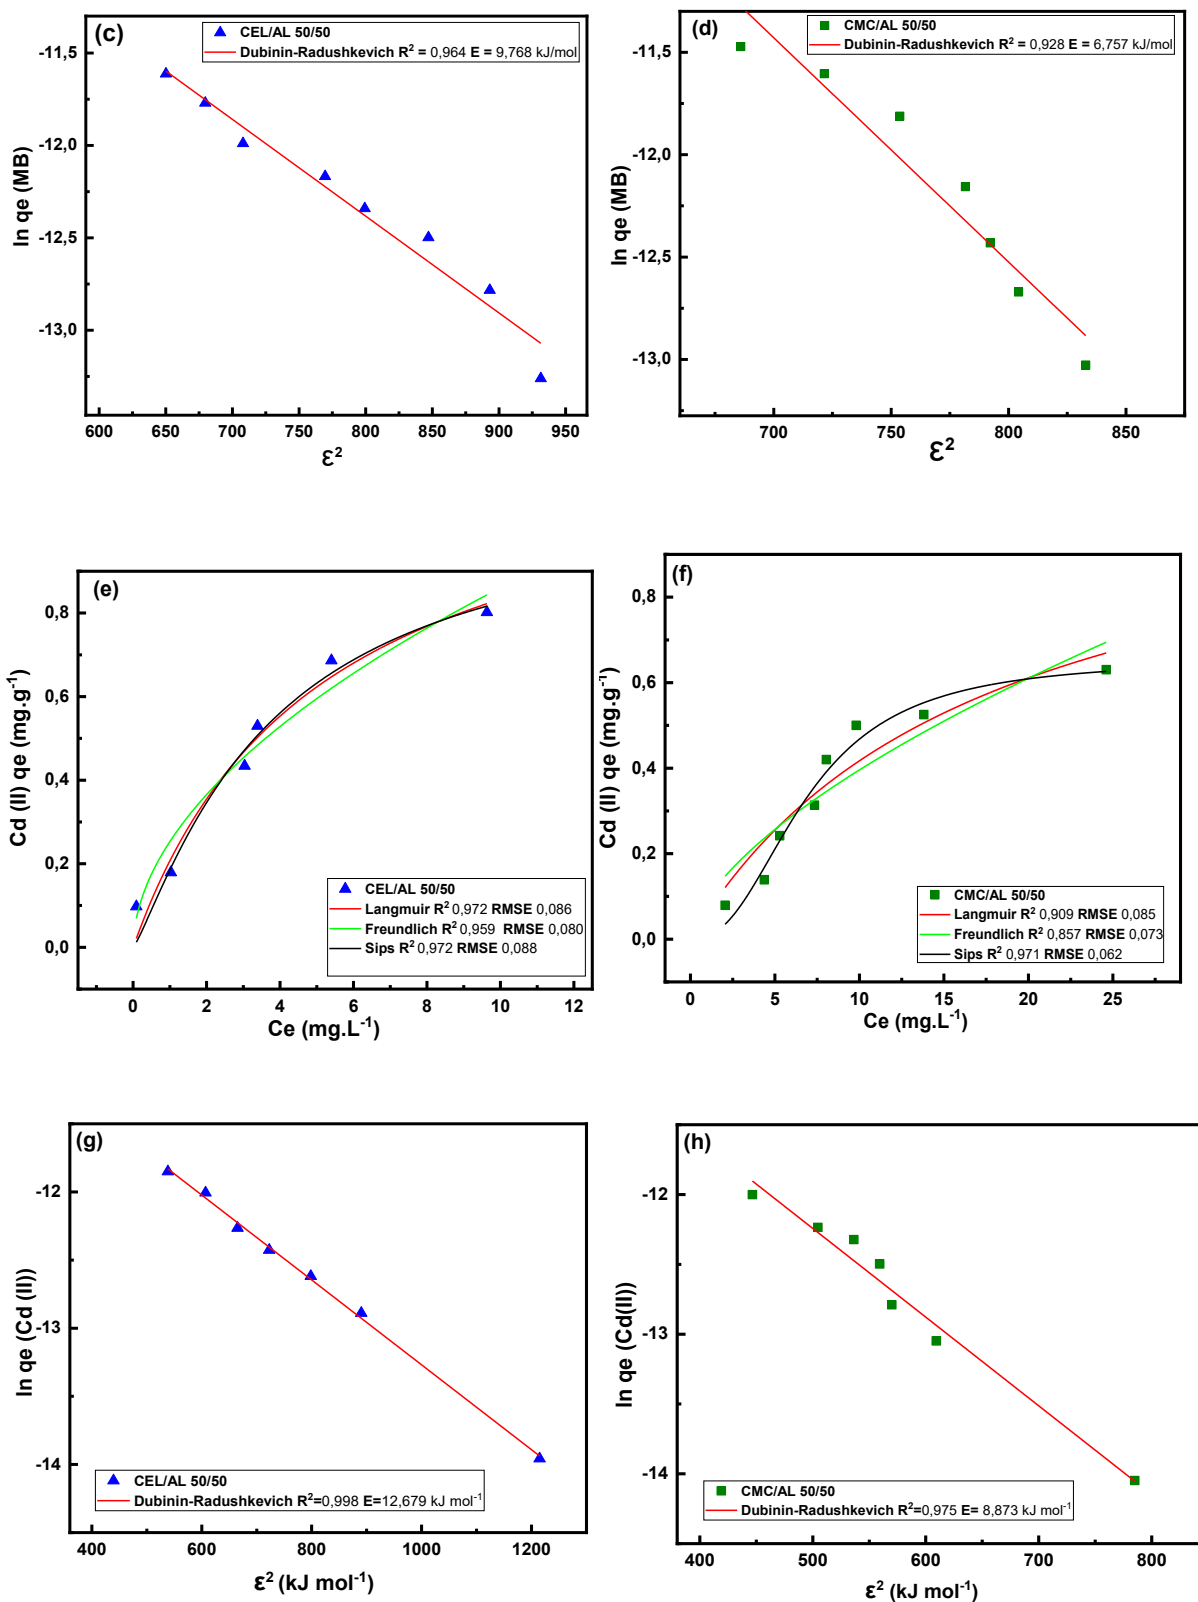 (c)
CEL/AL 50/50
Dubinin-Radushkevich R² = 0,964 E = 9,768 kJ/mol
-11,5
-12,0
-12,5
-13,0
ln qe (MB)
600 650 700 750 800 850 900 950
ε²
(d)
CMC/AL 50/50
Dubinin-Radushkevich R² = 0,928 E = 6,757 kJ/mol
-11,5
-12,0
-12,5
-13,0
ln qe (MB)
700 750 800 850
ε²
(e)
0,8
0,6
0,4
0,2
0,0
Cd (II) qe (mg.g⁻¹)
CEL/AL 50/50
Langmuir R² 0,972 RMSE 0,086
Freundlich R² 0,959 RMSE 0,080
Sips R² 0,972 RMSE 0,088
0 2 4 6 8 10 12
Ce (mg.L⁻¹)
(f)
0,8
0,6
0,4
0,2
0,0
Cd (II) qe (mg.g⁻¹)
CMC/AL 50/50
Langmuir R² 0,909 RMSE 0,085
Freundlich R² 0,857 RMSE 0,073
Sips R² 0,971 RMSE 0,062
0 5 10 15 20 25
Ce (mg.L⁻¹)
(g)
-12
-13
-14
ln qe (Cd (II))
CEL/AL 50/50
Dubinin-Radushkevich R²=0,998 E=12,679 kJ mol⁻¹
400 600 800 1000 1200
ε² (kJ mol⁻¹)
(h)
-12
-13
-14
ln qe (Cd(II))
CMC/AL 50/50
Dubinin-Radushkevich R²=0,975 E= 8,873 kJ mol⁻¹
400 500 600 700 800
ε² (kJ mol⁻¹)